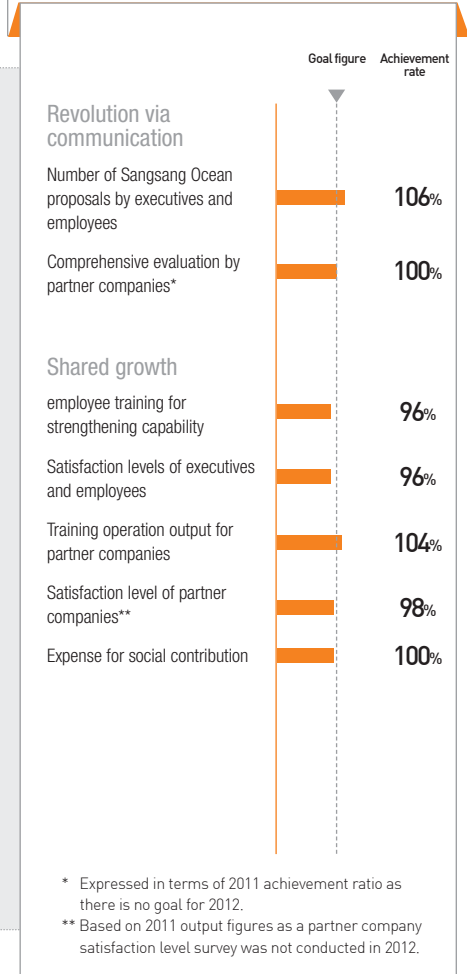 Goal figure Achievement
rate
Revolution via
communication
Number of Sangsang Ocean
proposals by executives and
employees
106%
Comprehensive evaluation by
partner companies*
100%
Shared growth
employee training for
strengthening capability
96%
Satisfaction levels of executives
and employees
96%
Training operation output for
partner companies
104%
Satisfaction level of partner
companies**
98%
Expense for social contribution
100%
* Expressed in terms of 2011 achievement ratio as
there is no goal for 2012.
** Based on 2011 output figures as a partner company
satisfaction level survey was not conducted in 2012.